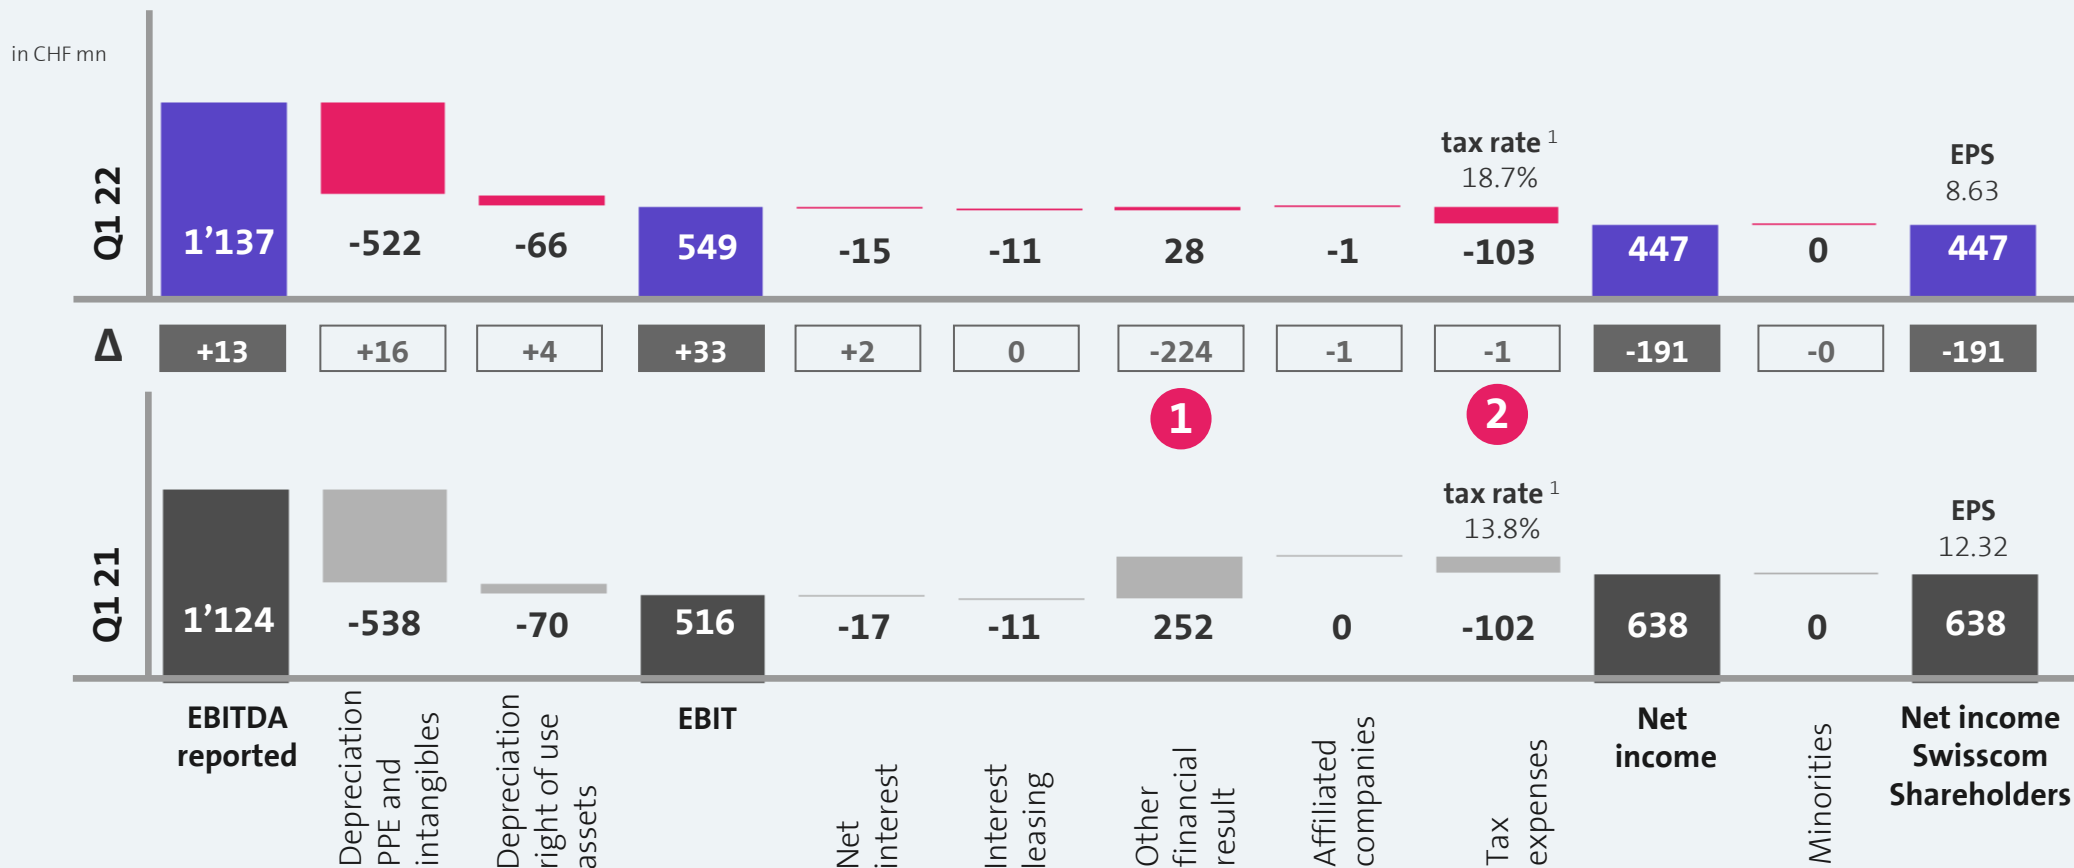 in CHF mn
tax rate 1
18.7%
EPS
8.63
Q1 22
1’137
-522
-66
549
-15
-11
28
-1
-103
447
0
447
Δ
+13
+16
+4
+33
+2
0
-224
-1
-1
-191
-0
-191
1
2
tax rate 1
13.8%
EPS
12.32
Q1 21
1’124
-538
-70
516
-17
-11
252
0
-102
638
0
638
EBITDA
reported
Depreciation
PPE and
intangibles
Depreciation
right of use
assets
EBIT
Net
interest
Interest
leasing
Other
financial
result
Affiliated
companies
Tax
expenses
Net
income
Minorities
Net income
Swisscom
Shareholders